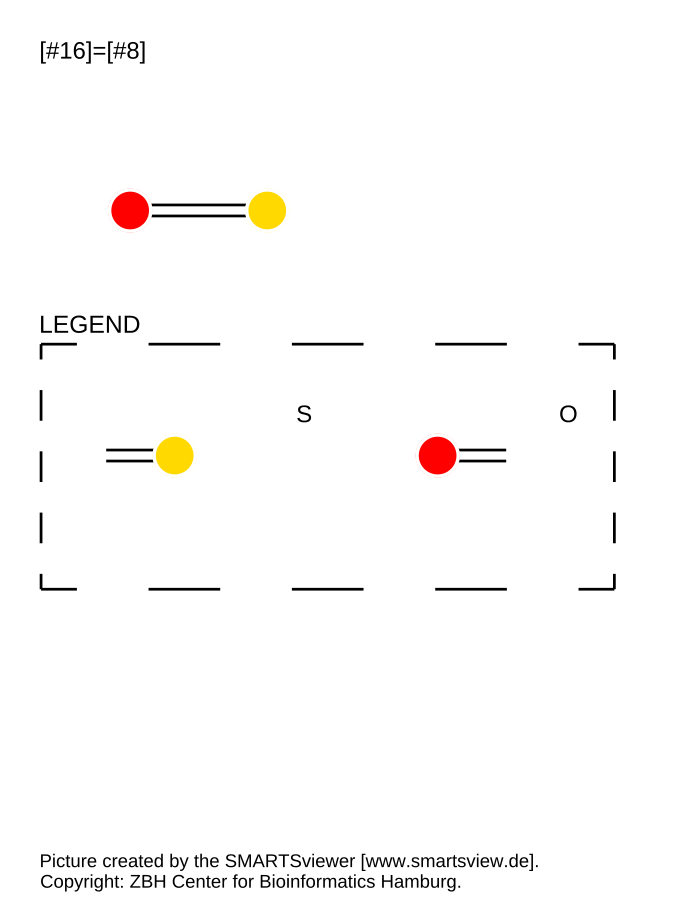 [#16]=[#8]
LEGEND
S
O
Picture created by the SMARTSviewer [www.smartsview.de].
Copyright: ZBH Center for Bioinformatics Hamburg.